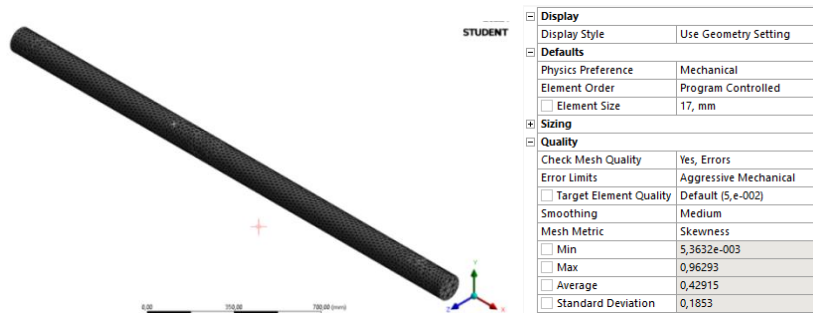 STUDENT
Y
Z
X
0,00
350,00
700,00 (mm)
Display
Display Style Use Geometry Setting
Defaults
Physics Preference Mechanical
Element Order Program Controlled
Element Size 17, mm
Sizing
Quality
Check Mesh Quality Yes, Errors
Error Limits Aggressive Mechanical
Target Element Quality Default (5,e-002)
Smoothing Medium
Mesh Metric Skewness
Min 5,3632e-003
Max 0,96293
Average 0,42915
Standard Deviation 0,1853